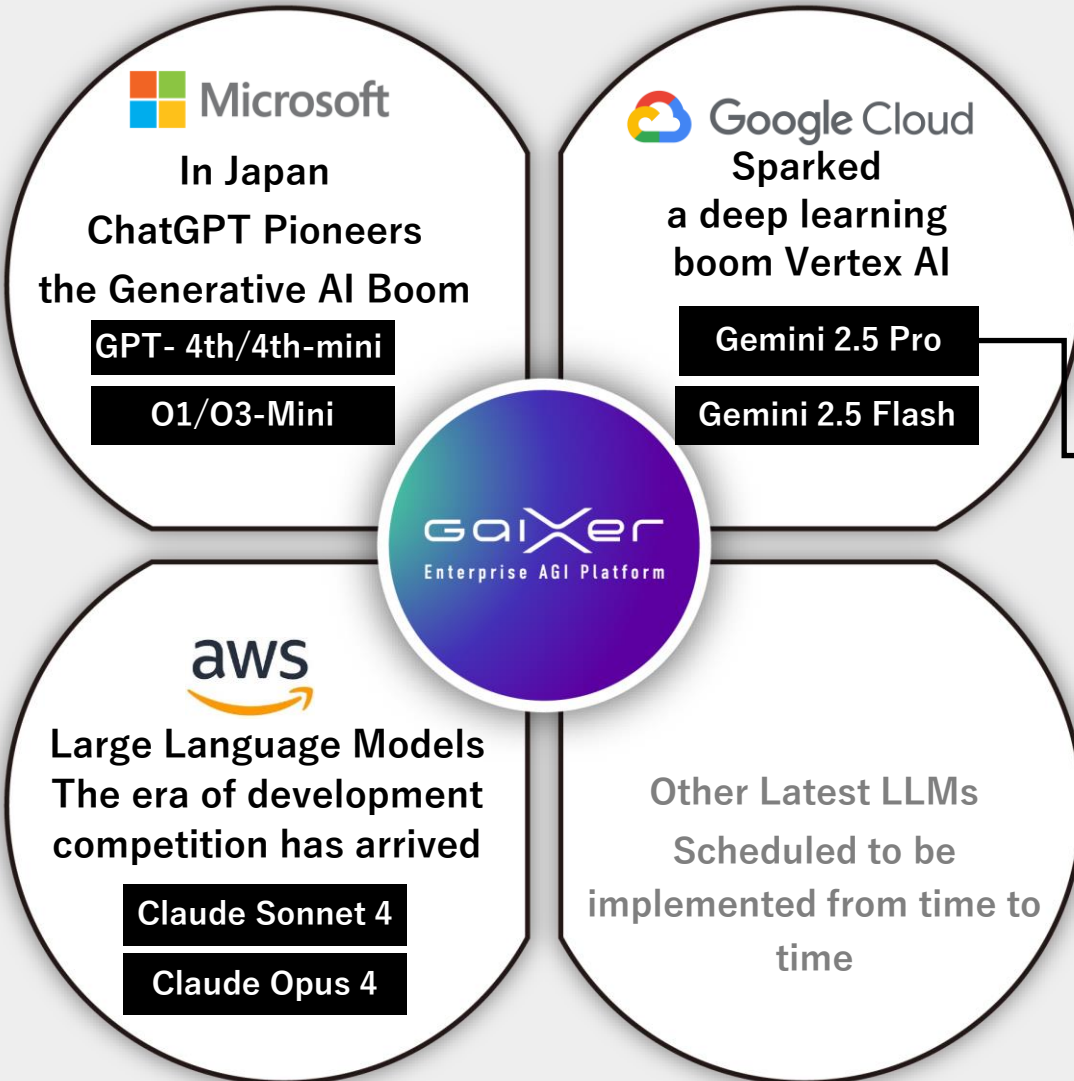 Microsoft
In Japan
ChatGPT Pioneers
the Generative AI Boom
GPT- 4th/4th-mini
O1/O3-Mini
Google Cloud
Sparked
a deep learning
boom Vertex AI
Gemini 2.5 Pro
Gemini 2.5 Flash
GaiXer
Enterprise AGI Platform
aws
Large Language Models
The era of development
competition has arrived
Claude Sonnet 4
Claude Opus 4
Other Latest LLMs
Scheduled to be
implemented from time to
time